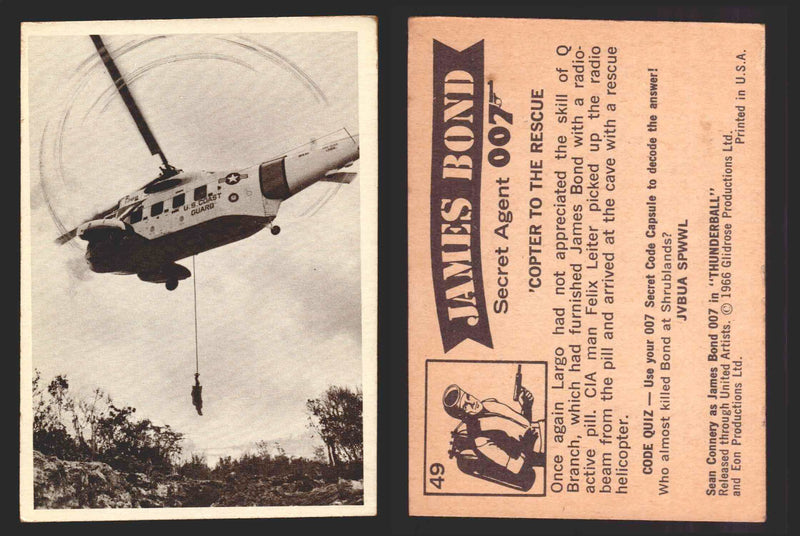 U.S. COAST
GUARD
49
JAMES BOND
Secret Agent 007
'COPTER TO THE RESCUE
Once again Largo had not appreciated the skill of Q
Branch, which had furnished James Bond with a radio-
active pill. CIA man Felix Leiter picked up the radio
beam from the pill and arrived at the cave with a rescue
helicopter.
CODE QUIZ — Use your 007 Secret Code Capsule to decode the answer!
Who almost killed Bond at Shrublands?
JVBUA SPWWL
Sean Connery as James Bond 007 in "THUNDERBALL"
Released through United Artists. © 1966 Glidrose Productions Ltd.
and Eon Productions Ltd.
Printed in U.S.A.